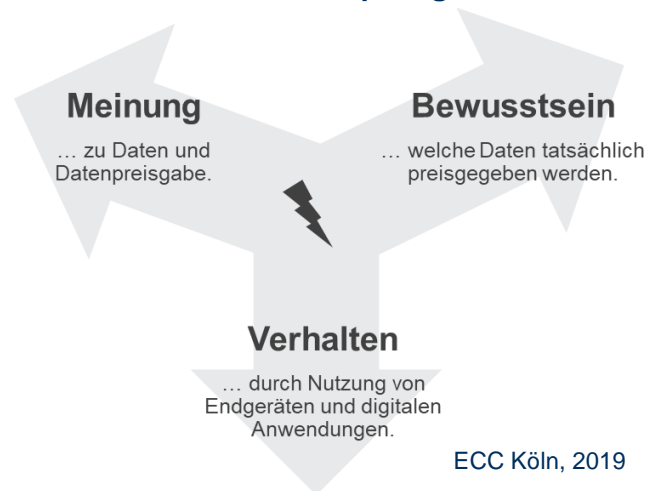 Meinung
… zu Daten und
Datenpreisgabe.
Bewusstsein
… welche Daten tatsächlich
preisgegeben werden.
Verhalten
… durch Nutzung von
Endgeräten und digitalen
Anwendungen.
ECC Köln, 2019